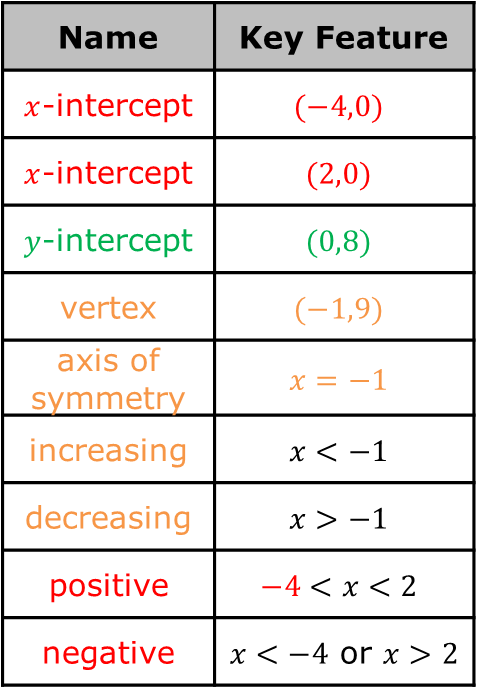 Name Key Feature
x-intercept (−4,0)
x-intercept (2,0)
y-intercept (0,8)
vertex (−1,9)
axis of
symmetry x = −1
increasing x < −1
decreasing x > −1
positive −4 < x < 2
negative x < −4 or x > 2